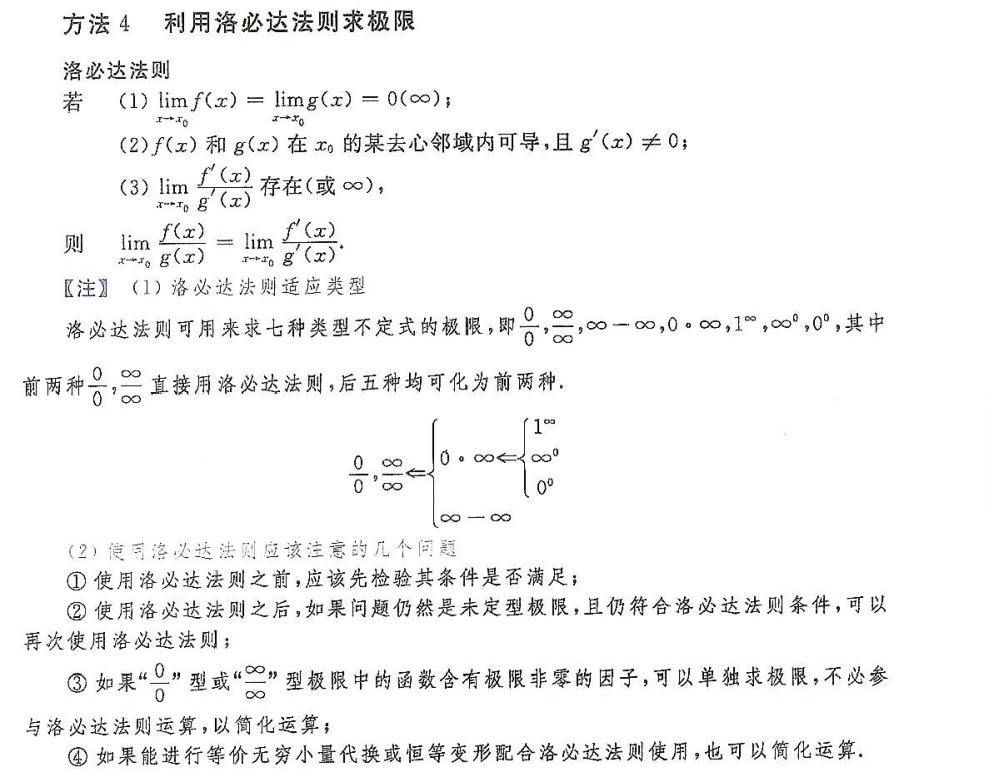 方法 4 利用洛必达法则求极限
洛必达法则
若 (1) lim_{x→x₀} f(x) = lim_{x→x₀} g(x) = 0(∞);
(2) f(x) 和 g(x) 在 x₀ 的某去心邻域内可导,且 g′(x) ≠ 0;
(3) lim_{x→x₀} f′(x)/g′(x) 存在(或 ∞),
则 lim_{x→x₀} f(x)/g(x) = lim_{x→x₀} f′(x)/g′(x).
〖注〗 (1) 洛必达法则适应类型
洛必达法则可用来求七种类型不定式的极限,即 0/0, ∞/∞, ∞ − ∞, 0 · ∞, 1^∞, ∞⁰, 0⁰,其中
前两种 0/0, ∞/∞ 直接用洛必达法则,后五种均可化为前两种.
0/0, ∞/∞ ⇐ { 0 · ∞ ⇐ { 1^∞
∞⁰
0⁰
∞ − ∞
(2) 使用洛必达法则应该注意的几个问题
① 使用洛必达法则之前,应该先检验其条件是否满足;
② 使用洛必达法则之后,如果问题仍然是未定型极限,且仍符合洛必达法则条件,可以
再次使用洛必达法则;
③ 如果“0/0”型或“∞/∞”型极限中的函数含有极限非零的因子,可以单独求极限,不必参
与洛必达法则运算,以简化运算;
④ 如果能进行等价无穷小量代换或恒等变形配合洛必达法则使用,也可以简化运算.